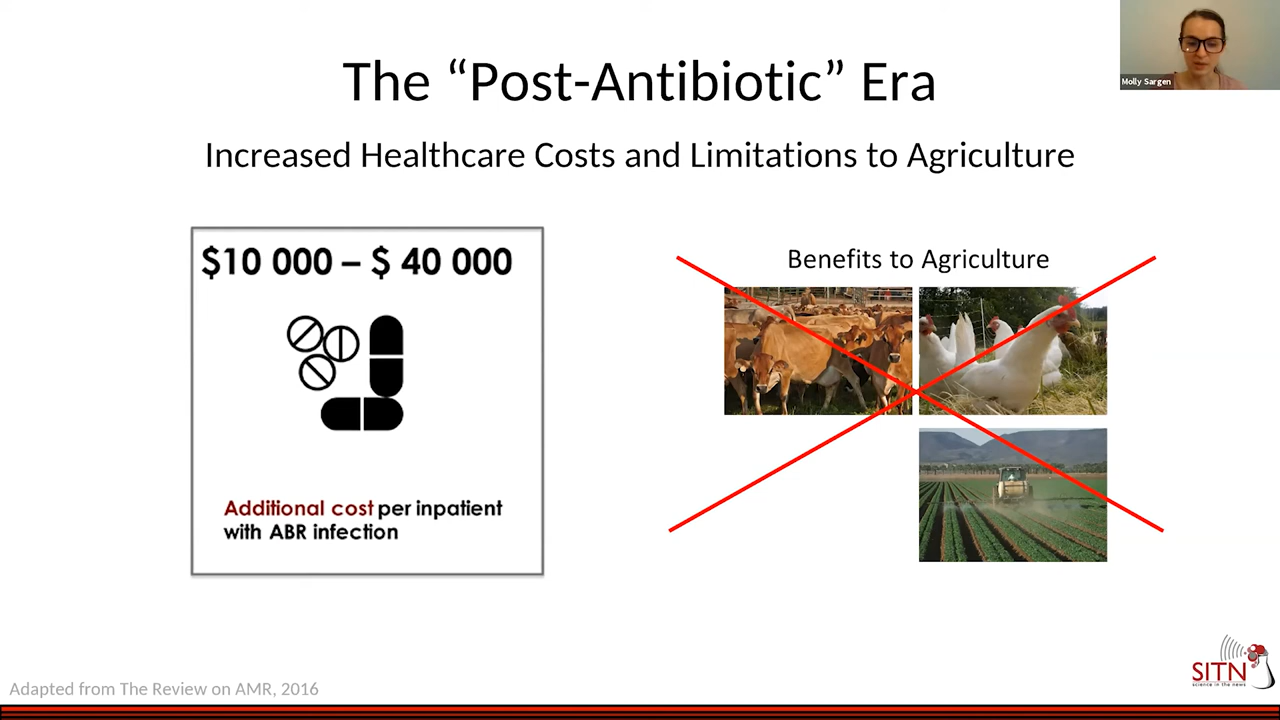 The “Post-Antibiotic” Era
Molly Sargen
Increased Healthcare Costs and Limitations to Agriculture
$10 000 – $ 40 000
Additional cost per inpatient
with ABR infection
Benefits to Agriculture
SITN
science in the news
Adapted from The Review on AMR, 2016